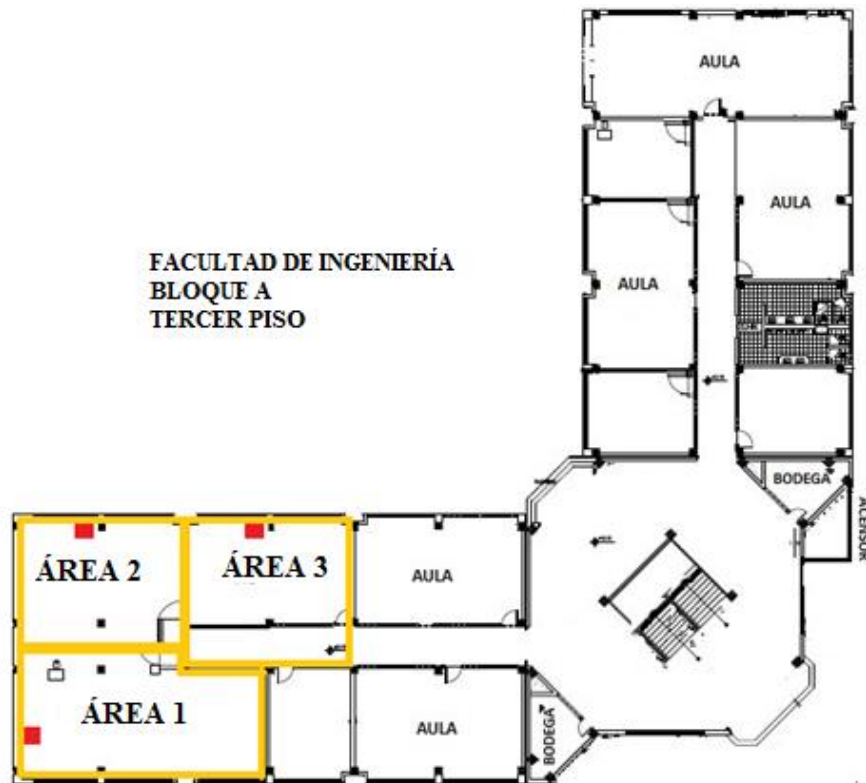 AULA
FACULTAD DE INGENIERÍA
BLOQUE A
TERCER PISO
AULA
AULA
BODEGA
ACENSOR
ÁREA 2
ÁREA 3
AULA
ÁREA 1
AULA
BODEGA